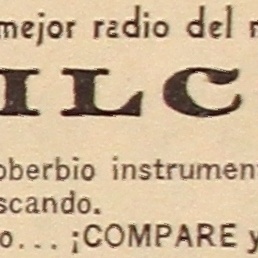 mejor radio del
ILC
oberbio instrumen
scando.
o... ¡COMPARE y